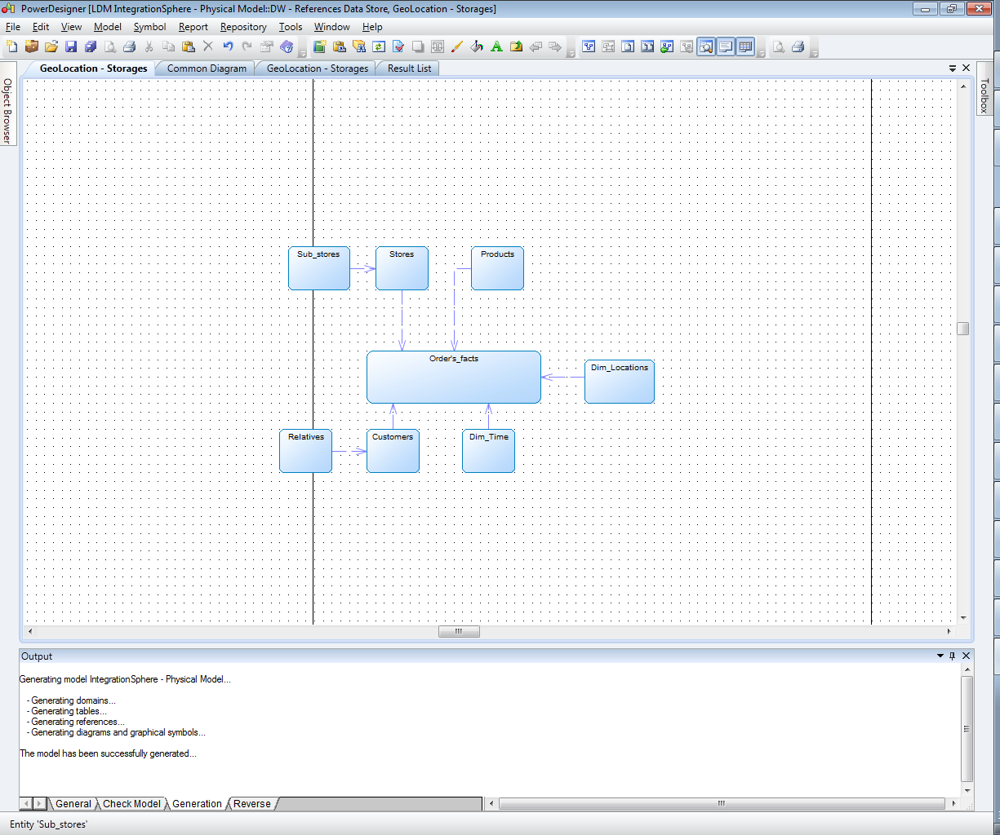 PowerDesigner [LDM IntegrationSphere - Physical Model::DW - References Data Store, GeoLocation - Storages]
File Edit View Model Symbol Report Repository Tools Window Help
GeoLocation - Storages Common Diagram GeoLocation - Storages Result List
Object Browser
Toolbox
Sub_stores Stores Products
Order's_facts
Dim_Locations
Relatives Customers Dim_Time
Output
Generating model IntegrationSphere - Physical Model...
- Generating domains...
- Generating tables...
- Generating references...
- Generating diagrams and graphical symbols...
The model has been successfully generated...
General Check Model Generation Reverse
Entity 'Sub_stores'